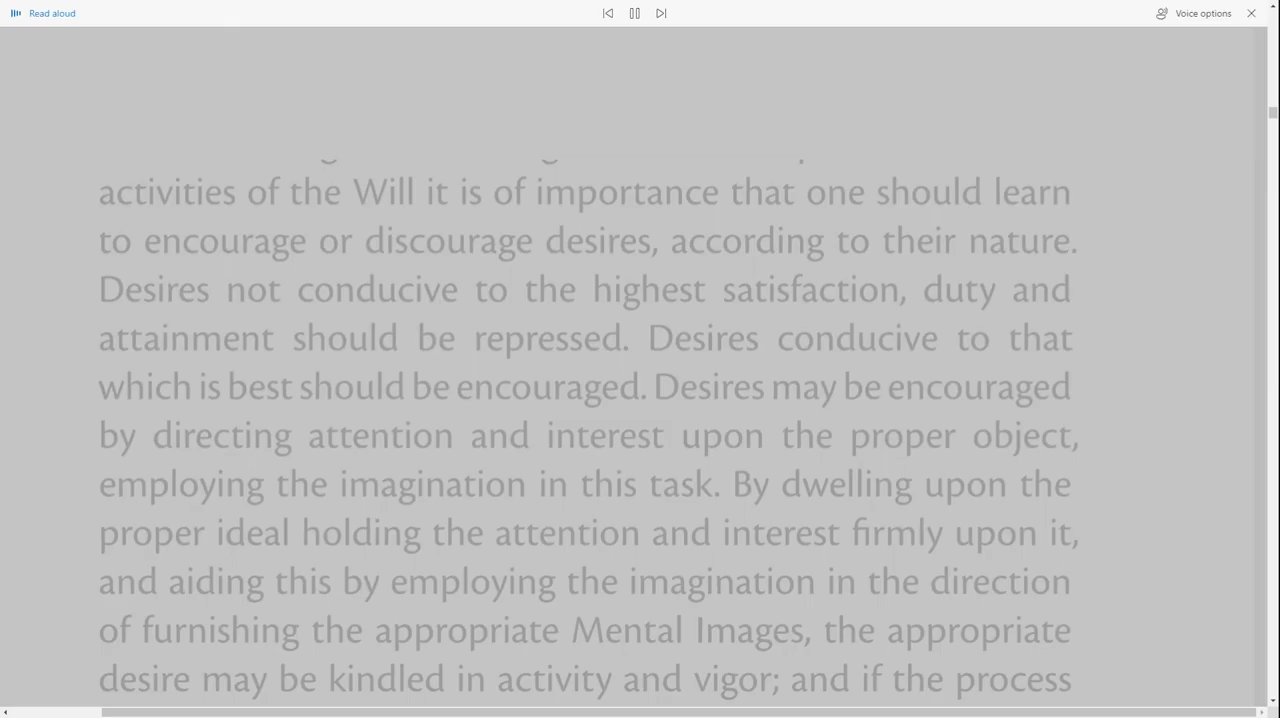 Read aloud
Voice options
activities of the Will it is of importance that one should learn
to encourage or discourage desires, according to their nature.
Desires not conducive to the highest satisfaction, duty and
attainment should be repressed. Desires conducive to that
which is best should be encouraged. Desires may be encouraged
by directing attention and interest upon the proper object,
employing the imagination in this task. By dwelling upon the
proper ideal holding the attention and interest firmly upon it,
and aiding this by employing the imagination in the direction
of furnishing the appropriate Mental Images, the appropriate
desire may be kindled in activity and vigor; and if the process